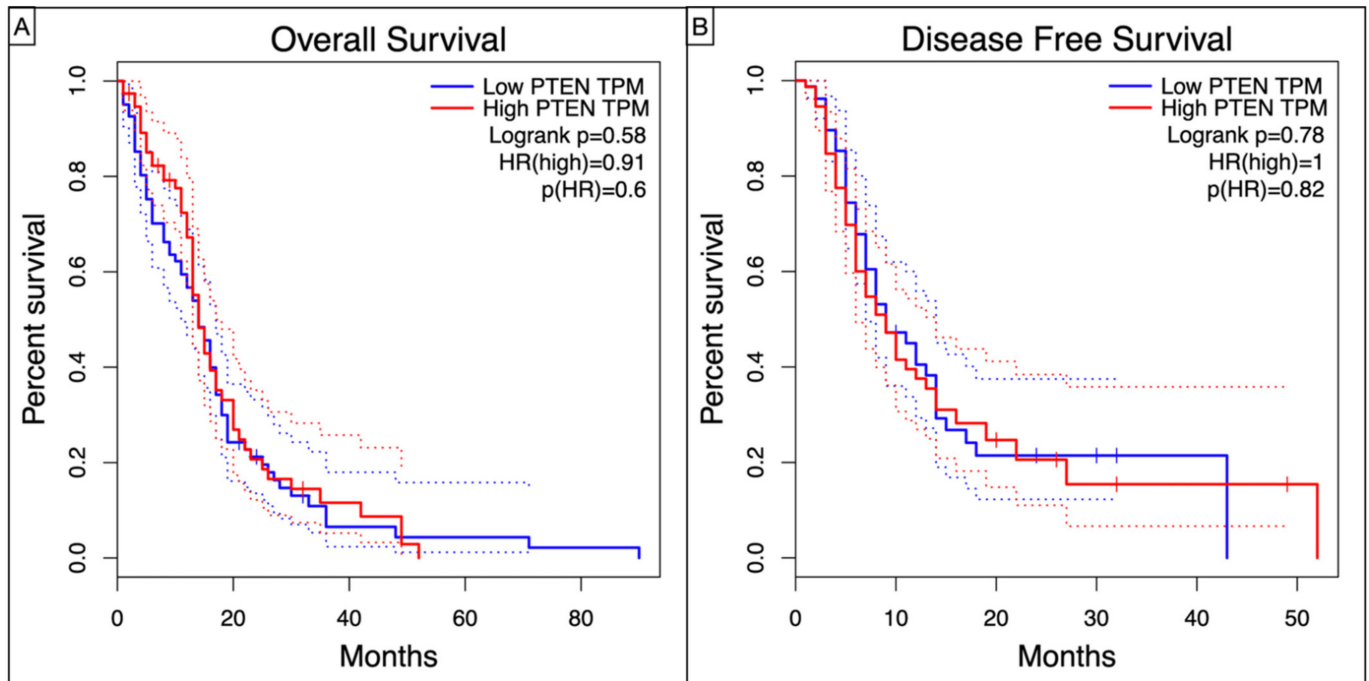 A
Overall Survival
Low PTEN TPM
High PTEN TPM
Logrank p=0.58
HR(high)=0.91
p(HR)=0.6
Percent survival
1.0
0.8
0.6
0.4
0.2
0.0
0 20 40 60 80
Months
B
Disease Free Survival
Low PTEN TPM
High PTEN TPM
Logrank p=0.78
HR(high)=1
p(HR)=0.82
Percent survival
1.0
0.8
0.6
0.4
0.2
0.0
0 10 20 30 40 50
Months